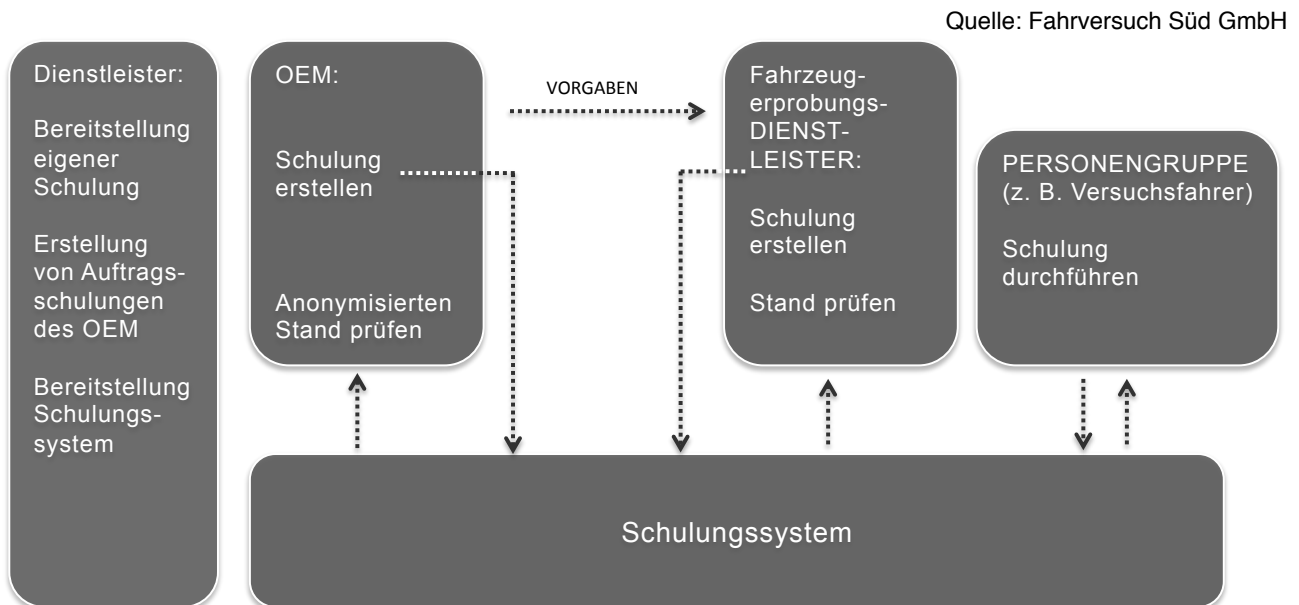 Quelle: Fahrversuch Süd GmbH
Dienstleister:
Bereitstellung
eigener
Schulung
Erstellung
von Auftrags-
schulungen
des OEM
Bereitstellung
Schulungs-
system
OEM:
Schulung
erstellen
Anonymisierten
Stand prüfen
VORGABEN
Fahrzeug-
erprobungs-
DIENST-
LEISTER:
Schulung
erstellen
Stand prüfen
PERSONENGRUPPE
(z. B. Versuchsfahrer)
Schulung
durchführen
Schulungssystem